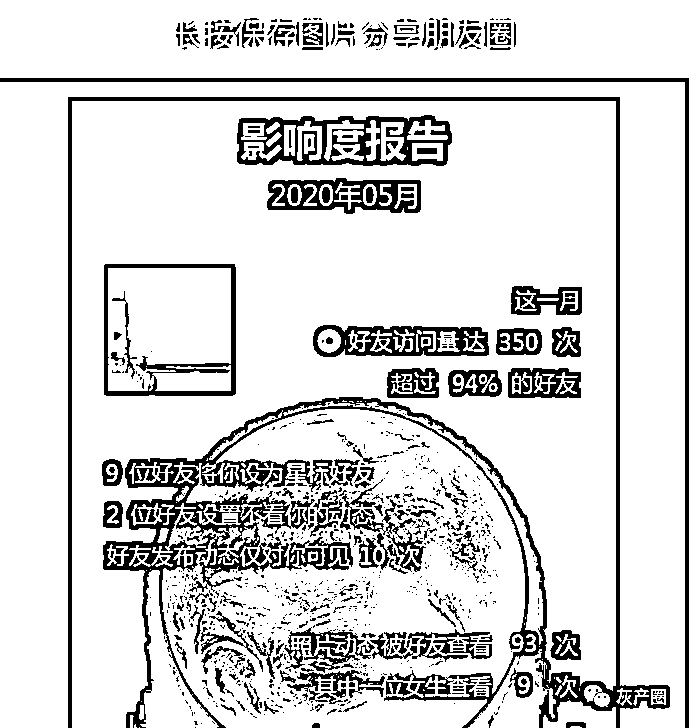 长按保存图片分享朋友圈
影响度报告
2020年05月
这一月
好友访问量达 350 次
超过 94% 的好友
9 位好友将你设为星标好友
2 位好友设置不看你的动态
好友发布动态仅对你可见 10 次
照片动态被好友查看 93 次
其中一位女生查看 9 次
灰产圈